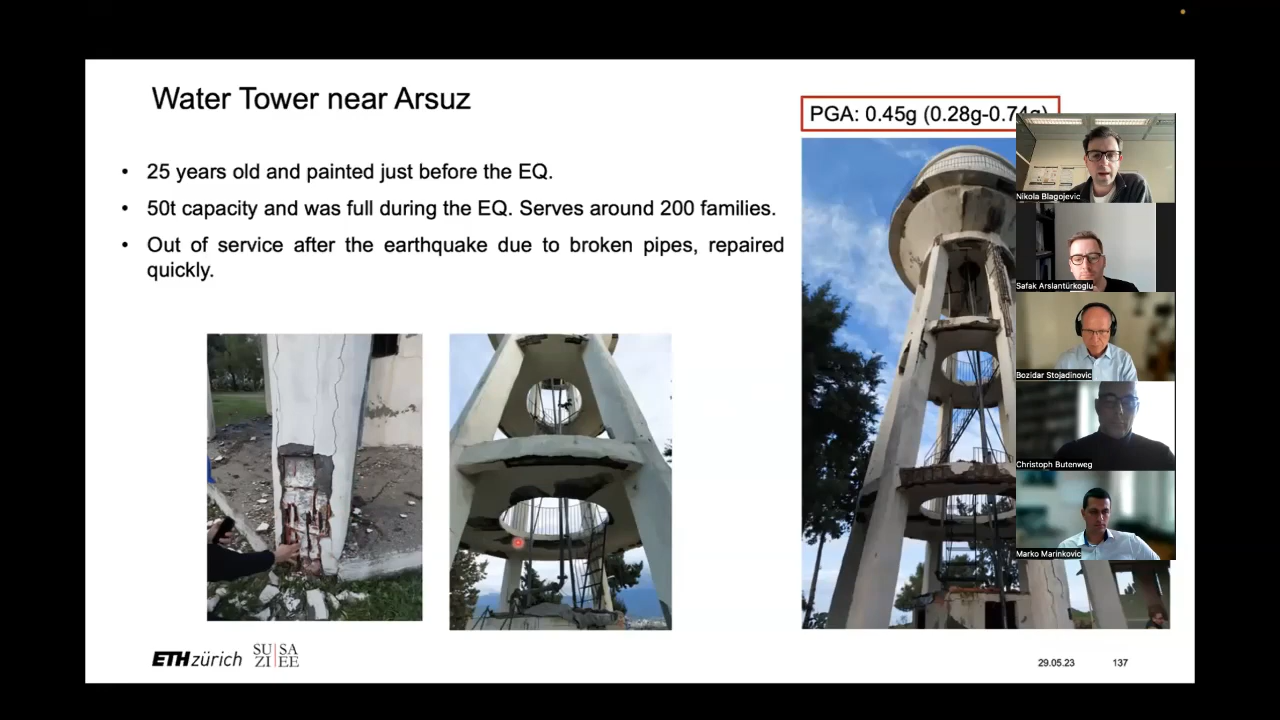 Water Tower near Arsuz
PGA: 0.45g (0.28g-0.74g)
• 25 years old and painted just before the EQ.
• 50t capacity and was full during the EQ. Serves around 200 families.
• Out of service after the earthquake due to broken pipes, repaired
quickly.
Nikola Blagojevic
Safak Arslantürkoglu
Bozidar Stojadinovic
Christoph Butenweg
Marko Marinkovic
ETH zürich
SU|SA
ZI|EE
29.05.23
137